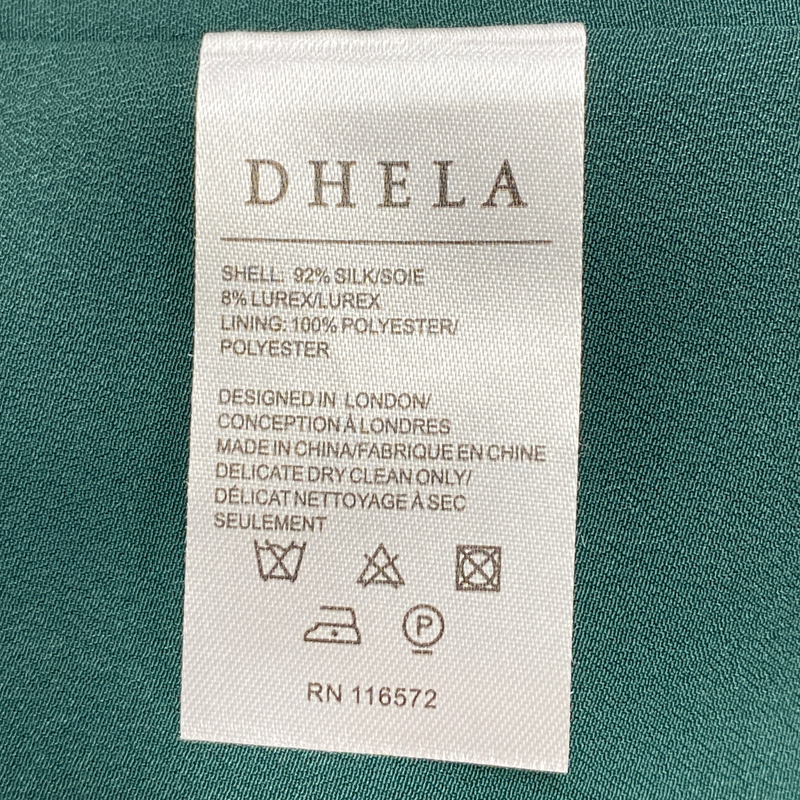 DHELA
SHELL: 92% SILK/SOIE
8% LUREX/LUREX
LINING: 100% POLYESTER/
POLYESTER
DESIGNED IN LONDON/
CONCEPTION À LONDRES
MADE IN CHINA/FABRIQUE EN CHINE
DELICATE DRY CLEAN ONLY/
DÉLICAT NETTOYAGE À SEC
SEULEMENT
P
RN 116572